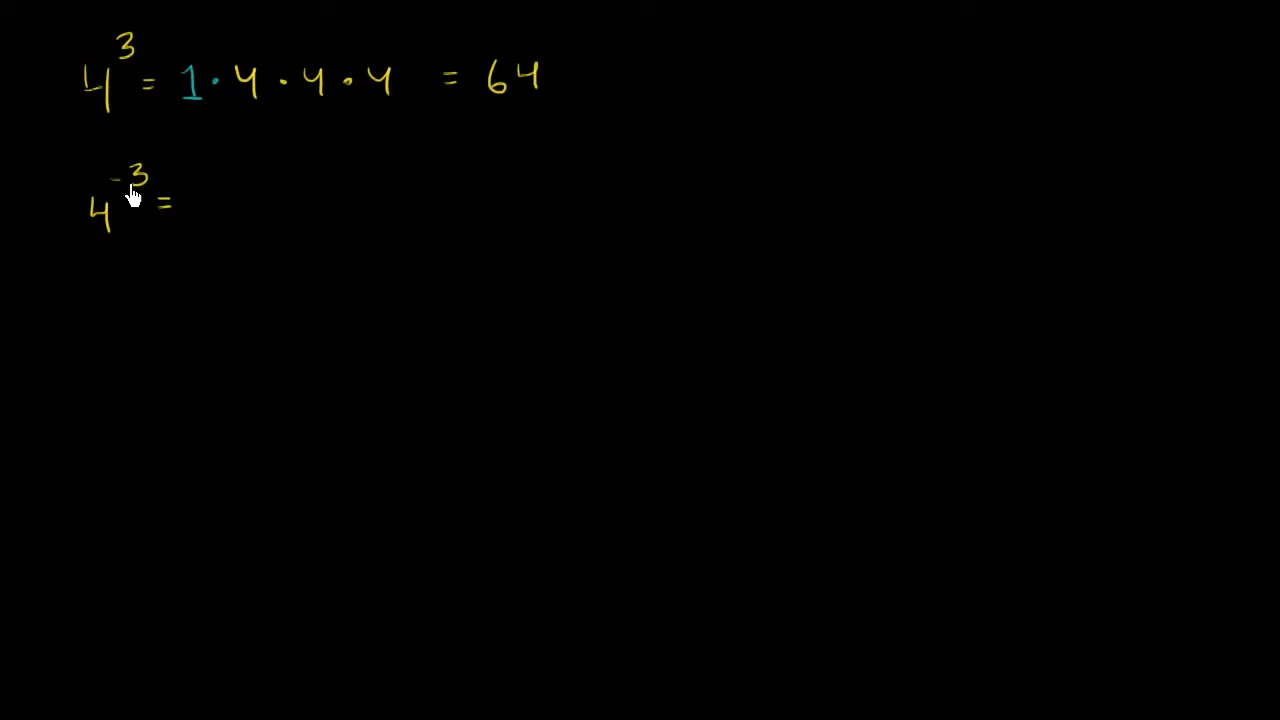 4³ = 1 · 4 · 4 · 4 = 64
4⁻³ =